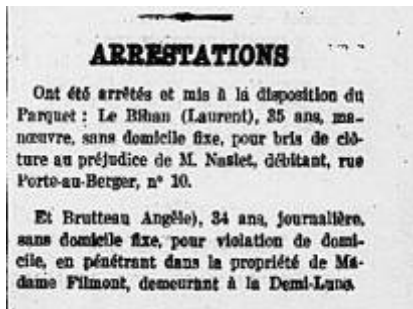 ARRESTATIONS
Ont été arrêtés et mis à la disposition du
Parquet : Le Bihan (Laurent), 35 ans, ma-
nœuvre, sans domicile fixe, pour bris de clô-
ture au préjudice de M. Naslet, débitant, rue
Porte-au-Berger, n° 10.
Et Brutteau Angèle), 34 ans, journalière,
sans domicile fixe, pour violation de domi-
cile, en pénétrant dans la propriété de Ma-
dame Filmont, demeurant à la Demi-Lune